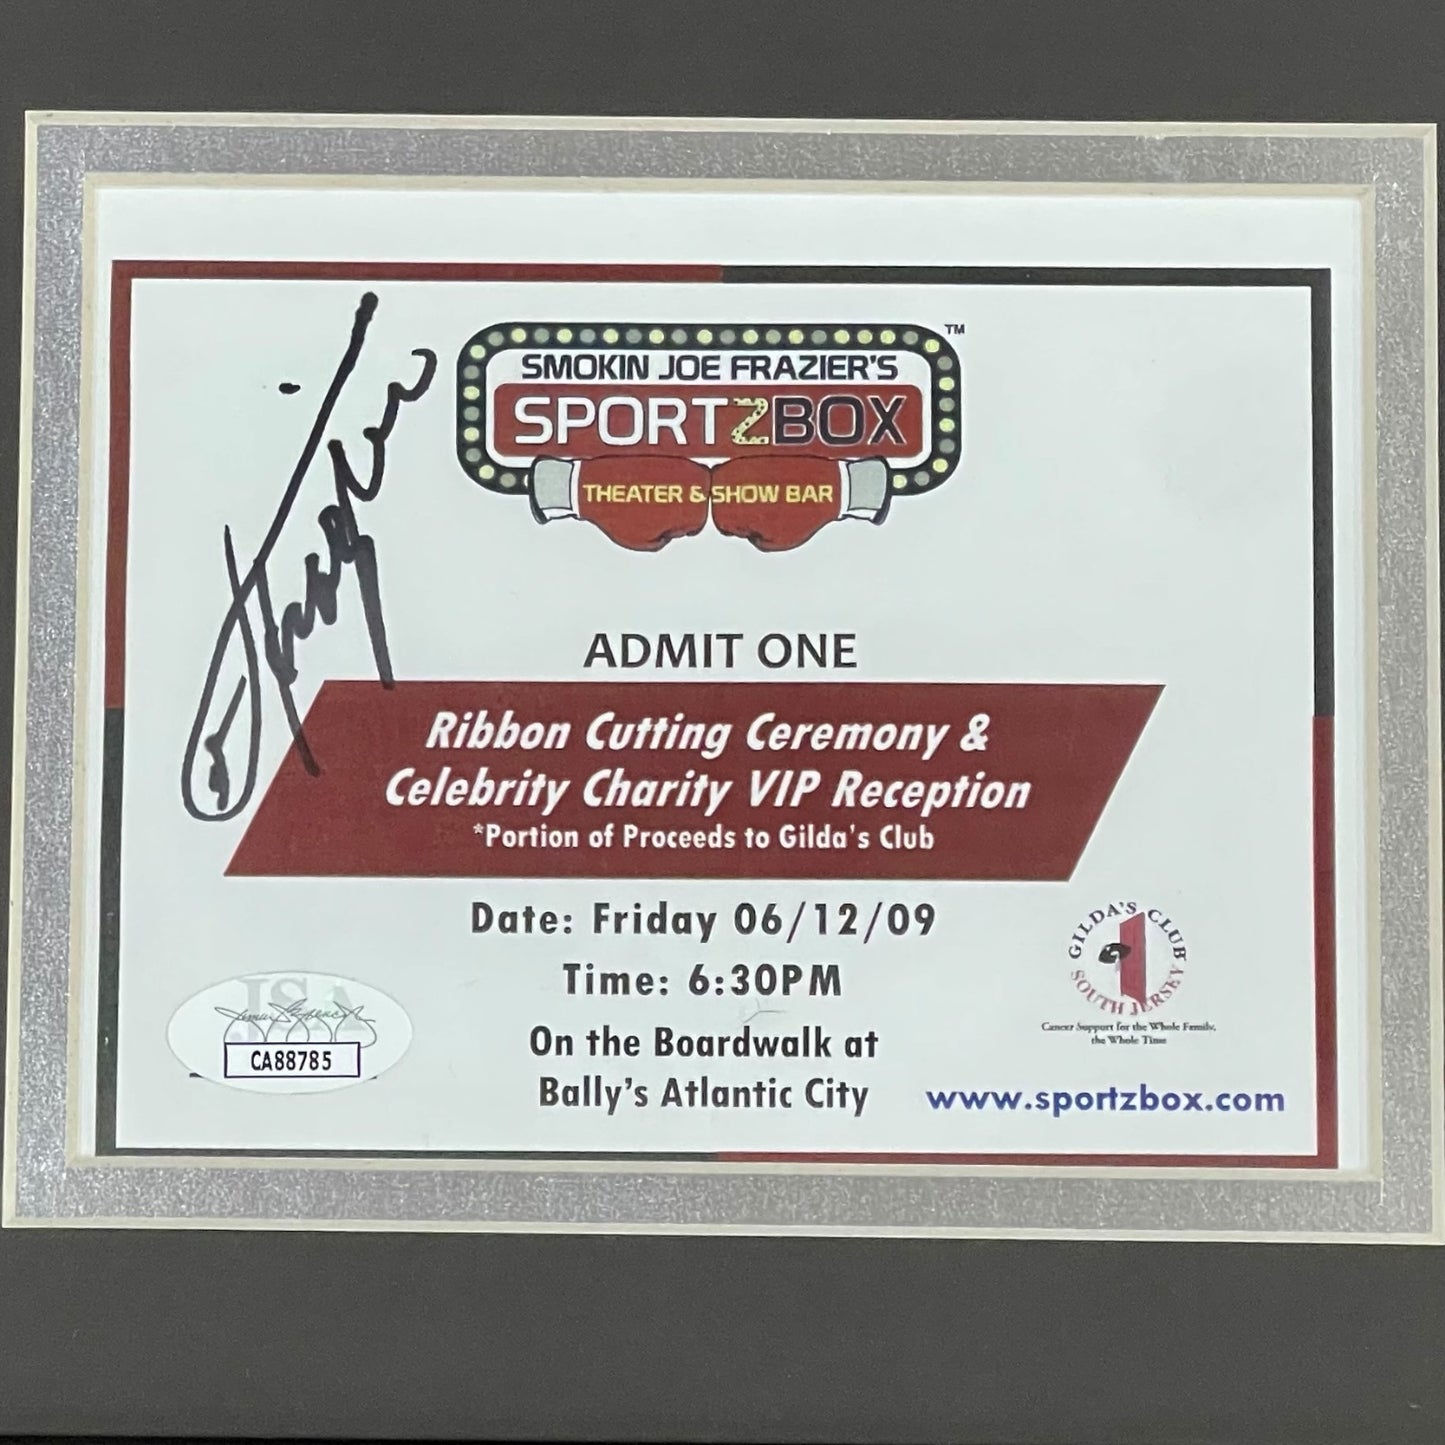 SMOKIN JOE FRAZIER'S
TM
SPORTZBOX
THEATER & SHOW BAR
ADMIT ONE
Ribbon Cutting Ceremony &
Celebrity Charity VIP Reception
*Portion of Proceeds to Gilda's Club
Date: Friday 06/12/09
Time: 6:30PM
On the Boardwalk at
Bally's Atlantic City
GILDA'S CLUB
SOUTH JERSEY
Cancer Support for the Whole Family,
the Whole Time
www.sportzbox.com
JSA
CA88785